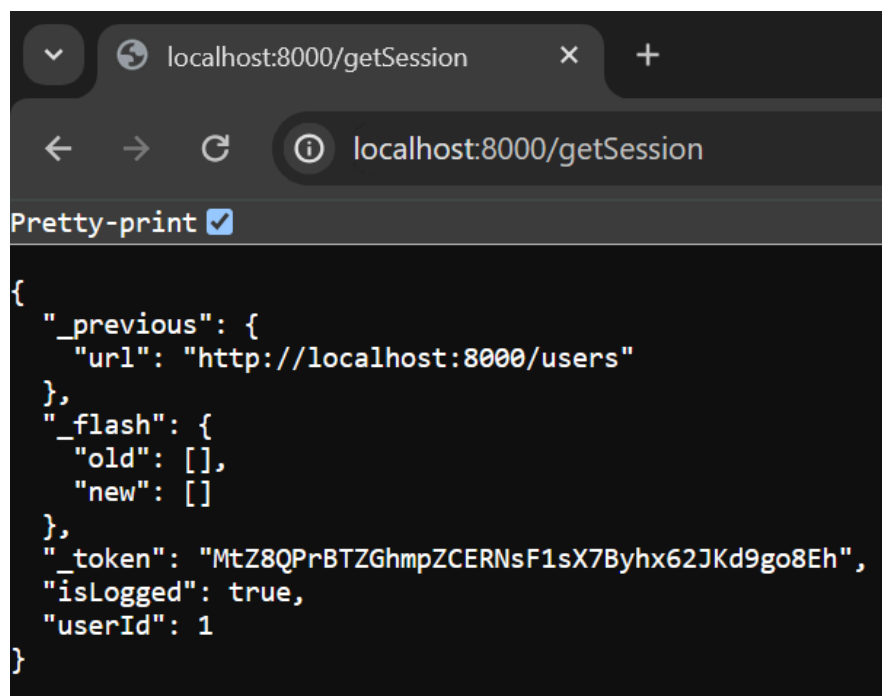 localhost:8000/getSession
localhost:8000/getSession
Pretty-print
{
  "_previous": {
    "url": "http://localhost:8000/users"
  },
  "_flash": {
    "old": [],
    "new": []
  },
  "_token": "MtZ8QPrBTZGhmpZCERNsF1sX7Byhx62JKd9go8Eh",
  "isLogged": true,
  "userId": 1
}